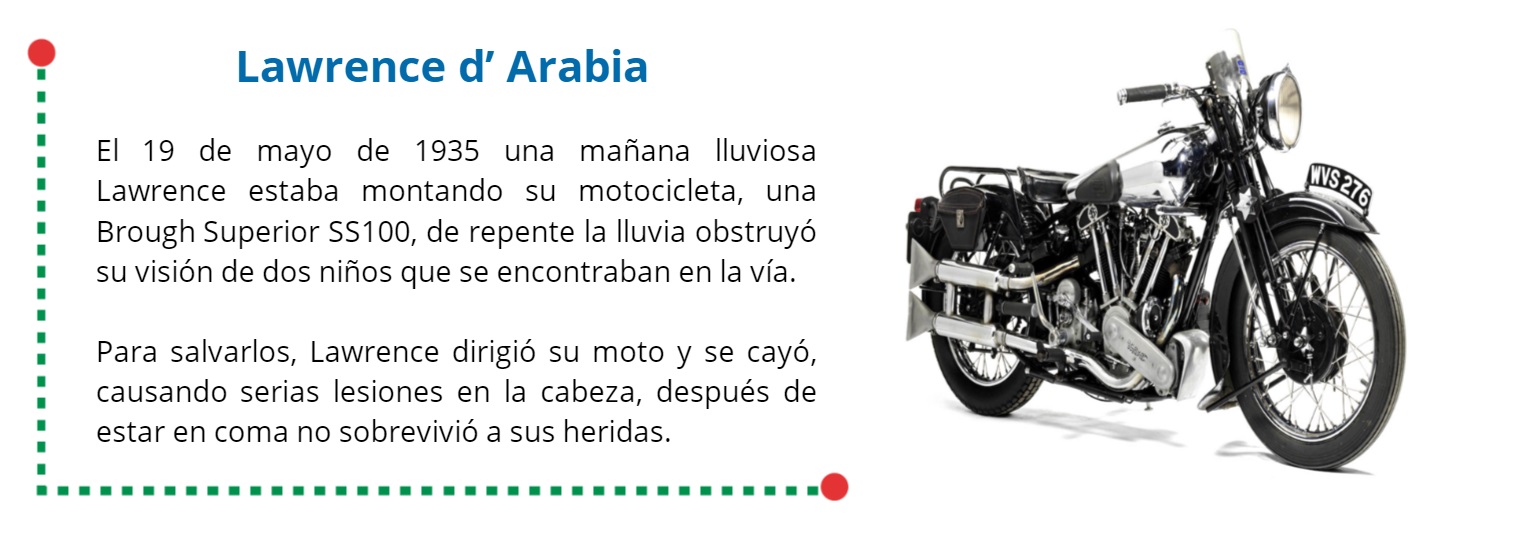 Lawrence d’ Arabia
El 19 de mayo de 1935 una mañana lluviosa
Lawrence estaba montando su motocicleta, una
Brough Superior SS100, de repente la lluvia obstruyó
su visión de dos niños que se encontraban en la vía.
Para salvarlos, Lawrence dirigió su moto y se cayó,
causando serias lesiones en la cabeza, después de
estar en coma no sobrevivió a sus heridas.
WVS 276